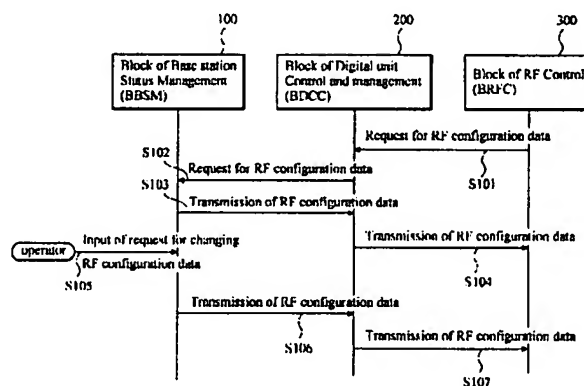 100
200
300
Block of Base station
Status Management
(BBSM)
Block of Digital unit
Control and management
(BDCC)
Block of RF Control
(BRFC)
Request for RF configuration data
S101
S102
Request for RF configuration data
S103
Transmission of RF configuration data
operator
Input of request for changing
RF configuration data
S105
Transmission of RF configuration data
S104
Transmission of RF configuration data
S106
Transmission of RF configuration data
S107